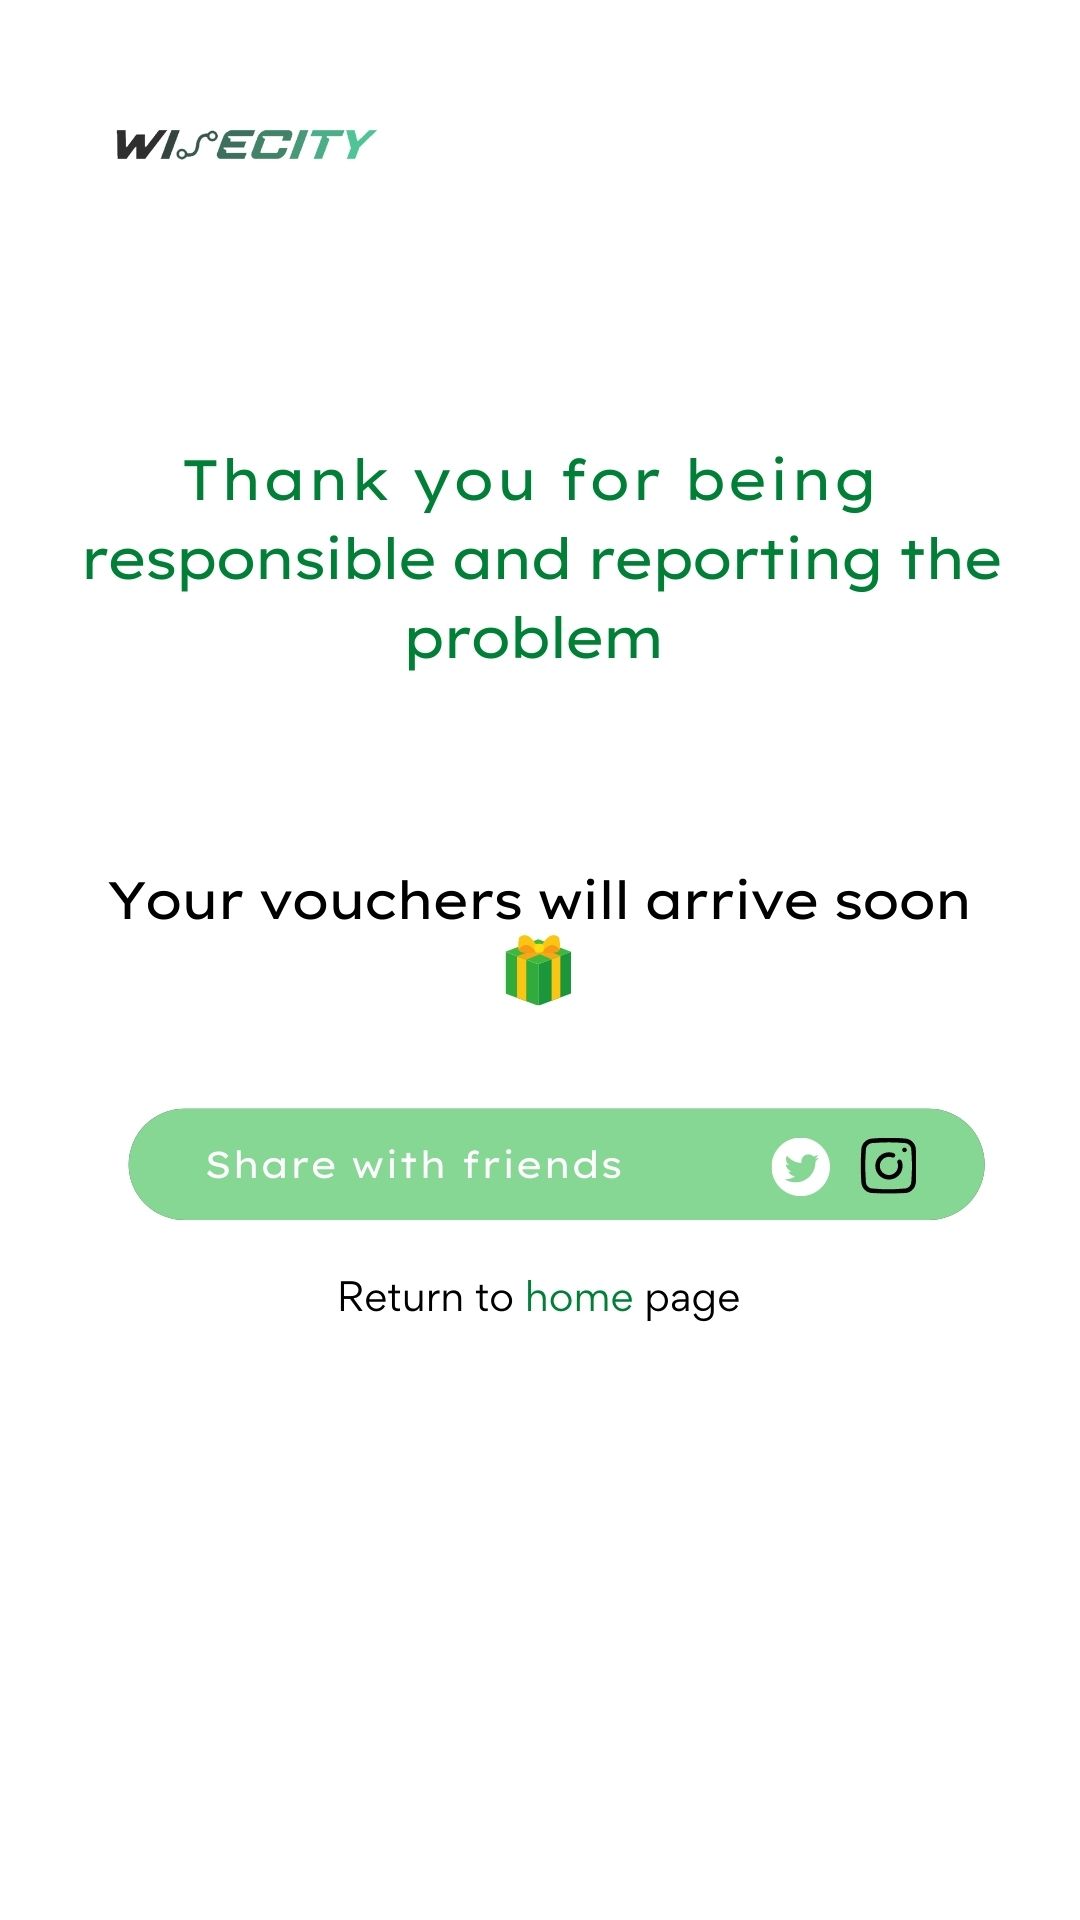 WISECITY
Thank you for being
responsible and reporting the
problem
Your vouchers will arrive soon
Share with friends
Return to home page